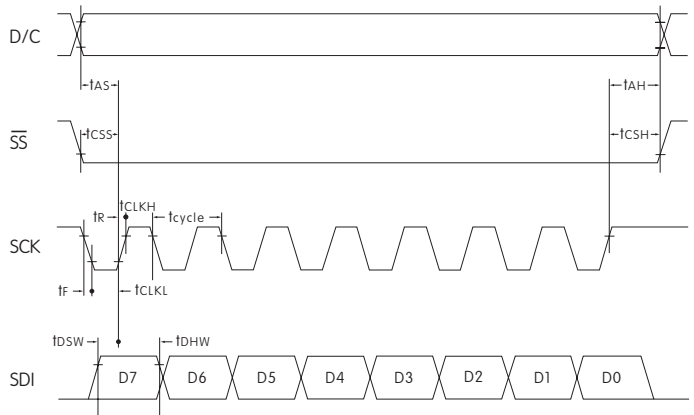 D/C
tAS
tAH
SS
tCSS
tCSH
tCLKH
tR
tcycle
SCK
tF
tCLKL
tDSW
tDHW
SDI
D7 D6 D5 D4 D3 D2 D1 D0